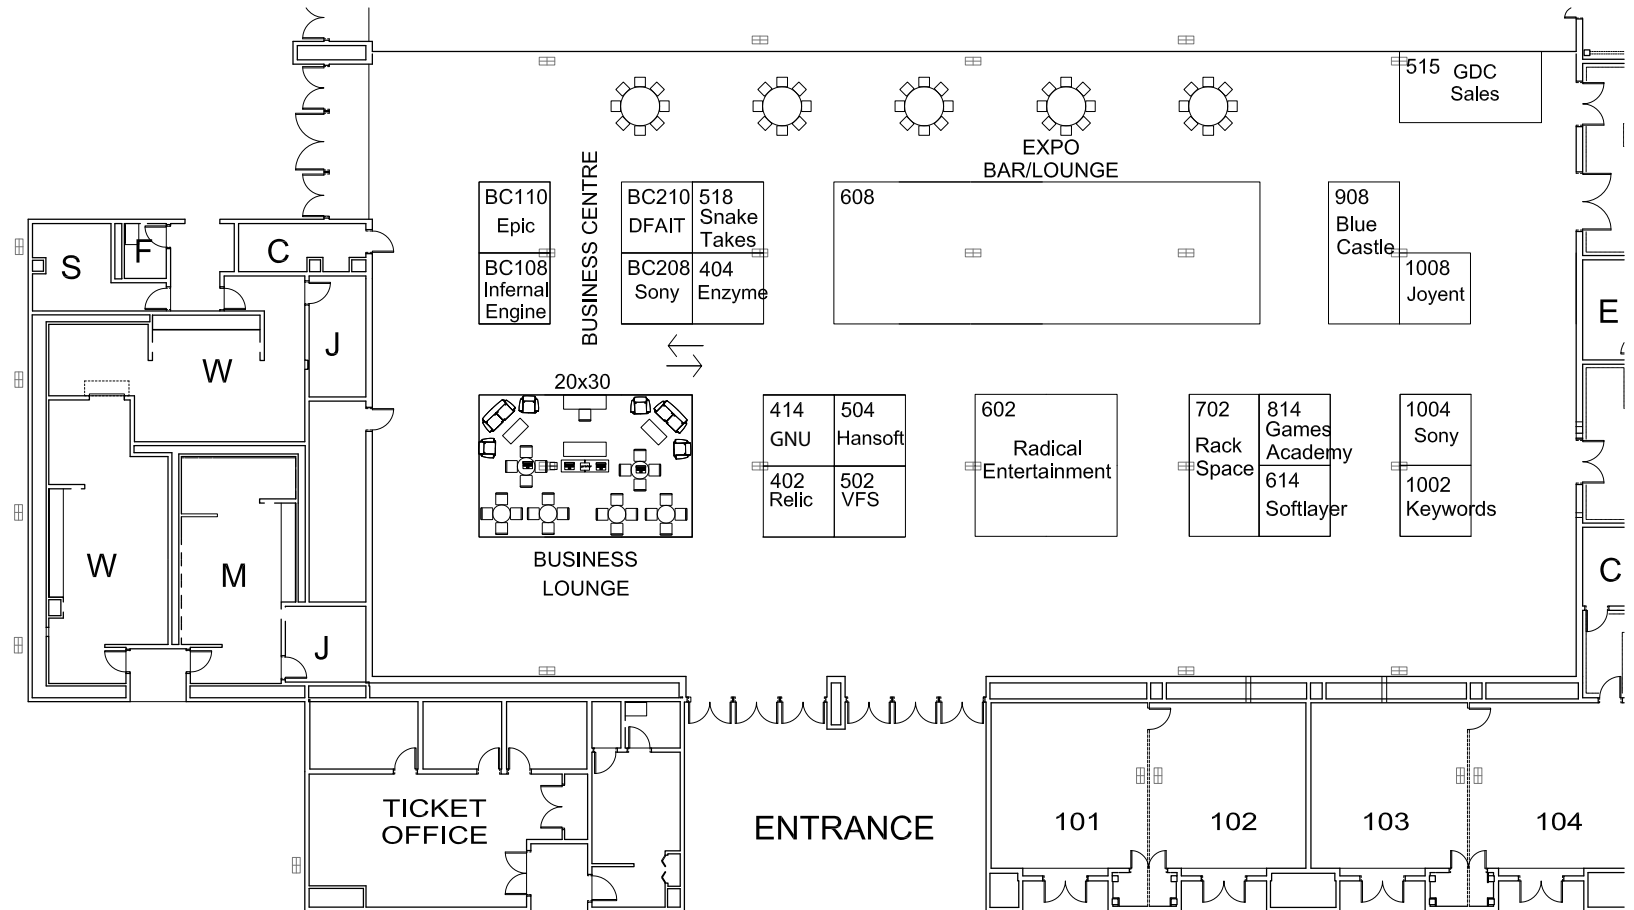 515 GDC
Sales
EXPO
BAR/LOUNGE
BUSINESS CENTRE
BC110
Epic
BC210
DFAIT
518
Snake
Takes
608
908
Blue
Castle
S
F
C
BC108
Infernal
Engine
BC208
Sony
404
Enzyme
1008
Joyent
E
J
W
20x30
414
GNU
504
Hansoft
602
Radical
Entertainment
702
Rack
Space
814
Games
Academy
1004
Sony
402
Relic
502
VFS
614
Softlayer
1002
Keywords
W
M
C
BUSINESS
LOUNGE
J
TICKET
OFFICE
ENTRANCE
101
102
103
104